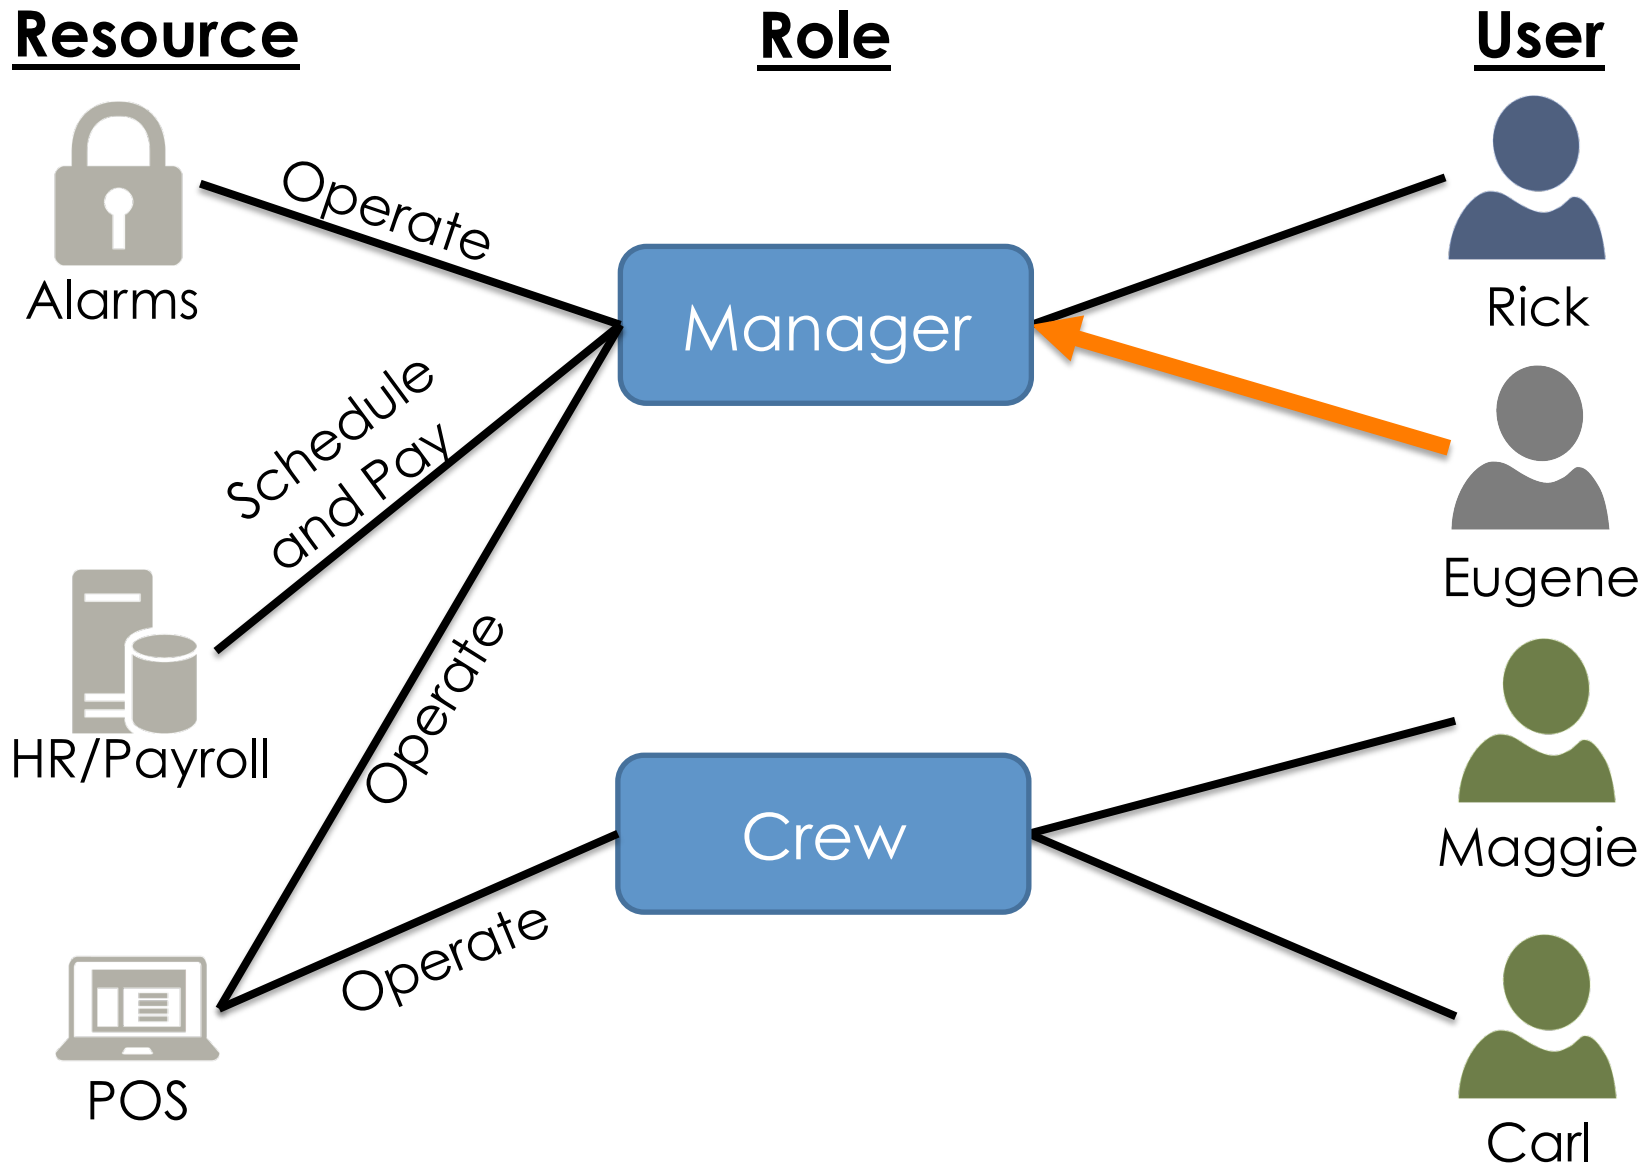 Resource
Role
User
Operate
Alarms
Manager
Rick
Schedule
and Pay
Eugene
Operate
HR/Payroll
Crew
Maggie
Operate
POS
Carl